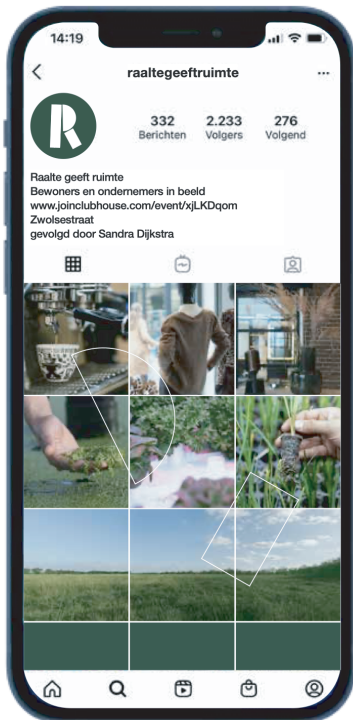 14:19
raaltegeeftruimte
R
332 2.233 276
Berichten Volgers Volgend
Raalte geeft ruimte
Bewoners en ondernemers in beeld
www.joinclubhouse.com/event/xjLKDqom
Zwolsestraat
gevolgd door Sandra Dijkstra